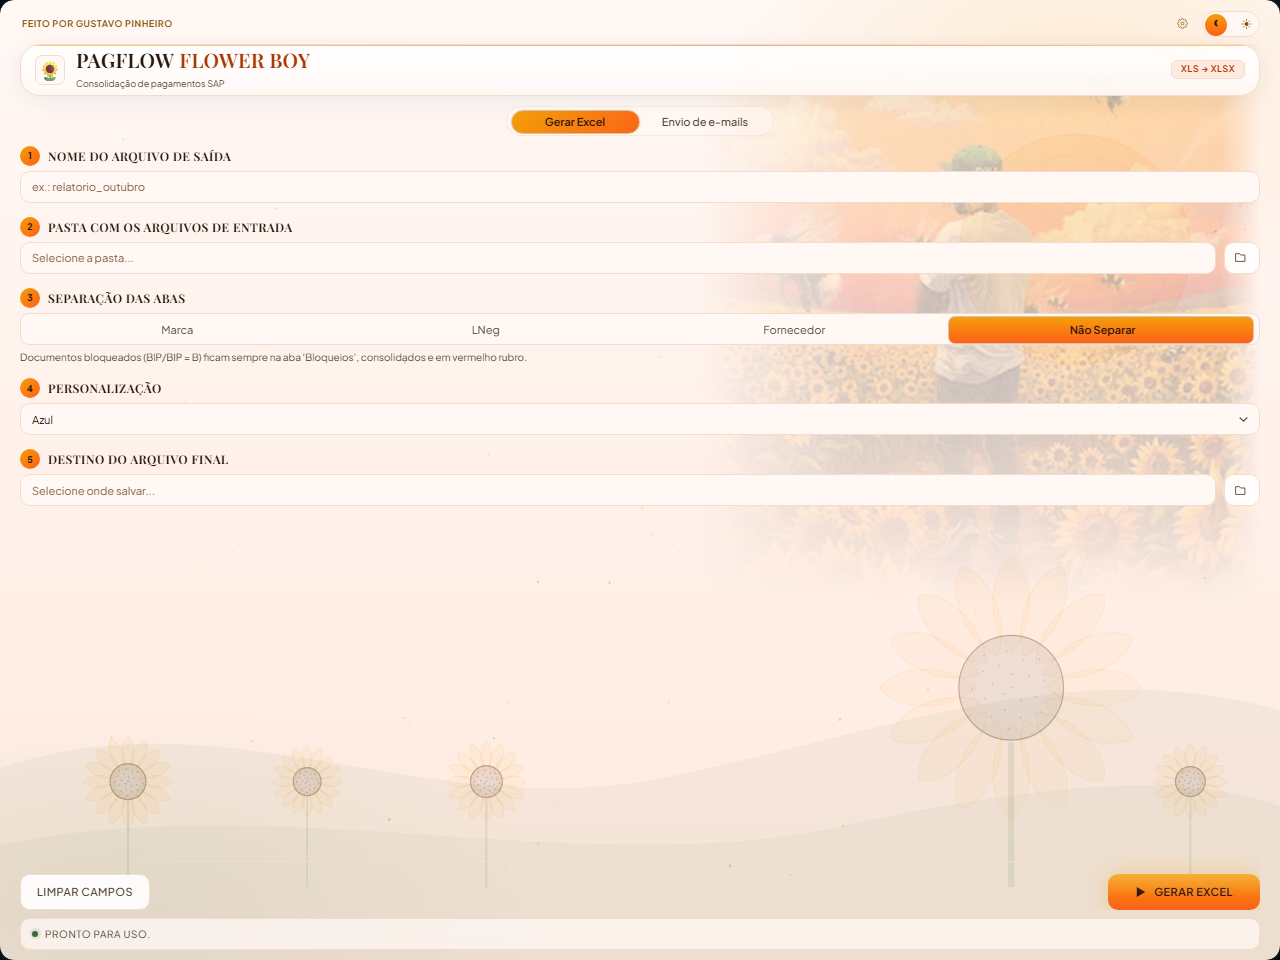 FEITO POR GUSTAVO PINHEIRO
PAGFLOW FLOWER BOY
Consolidação de pagamentos SAP
XLS → XLSX
Gerar Excel
Envio de e-mails
1 NOME DO ARQUIVO DE SAÍDA
ex.: relatorio_outubro
2 PASTA COM OS ARQUIVOS DE ENTRADA
Selecione a pasta...
3 SEPARAÇÃO DAS ABAS
Marca
LNeg
Fornecedor
Não Separar
Documentos bloqueados (BIP/BIP = B) ficam sempre na aba 'Bloqueios', consolidados e em vermelho rubro.
4 PERSONALIZAÇÃO
Azul
5 DESTINO DO ARQUIVO FINAL
Selecione onde salvar...
LIMPAR CAMPOS
GERAR EXCEL
PRONTO PARA USO.